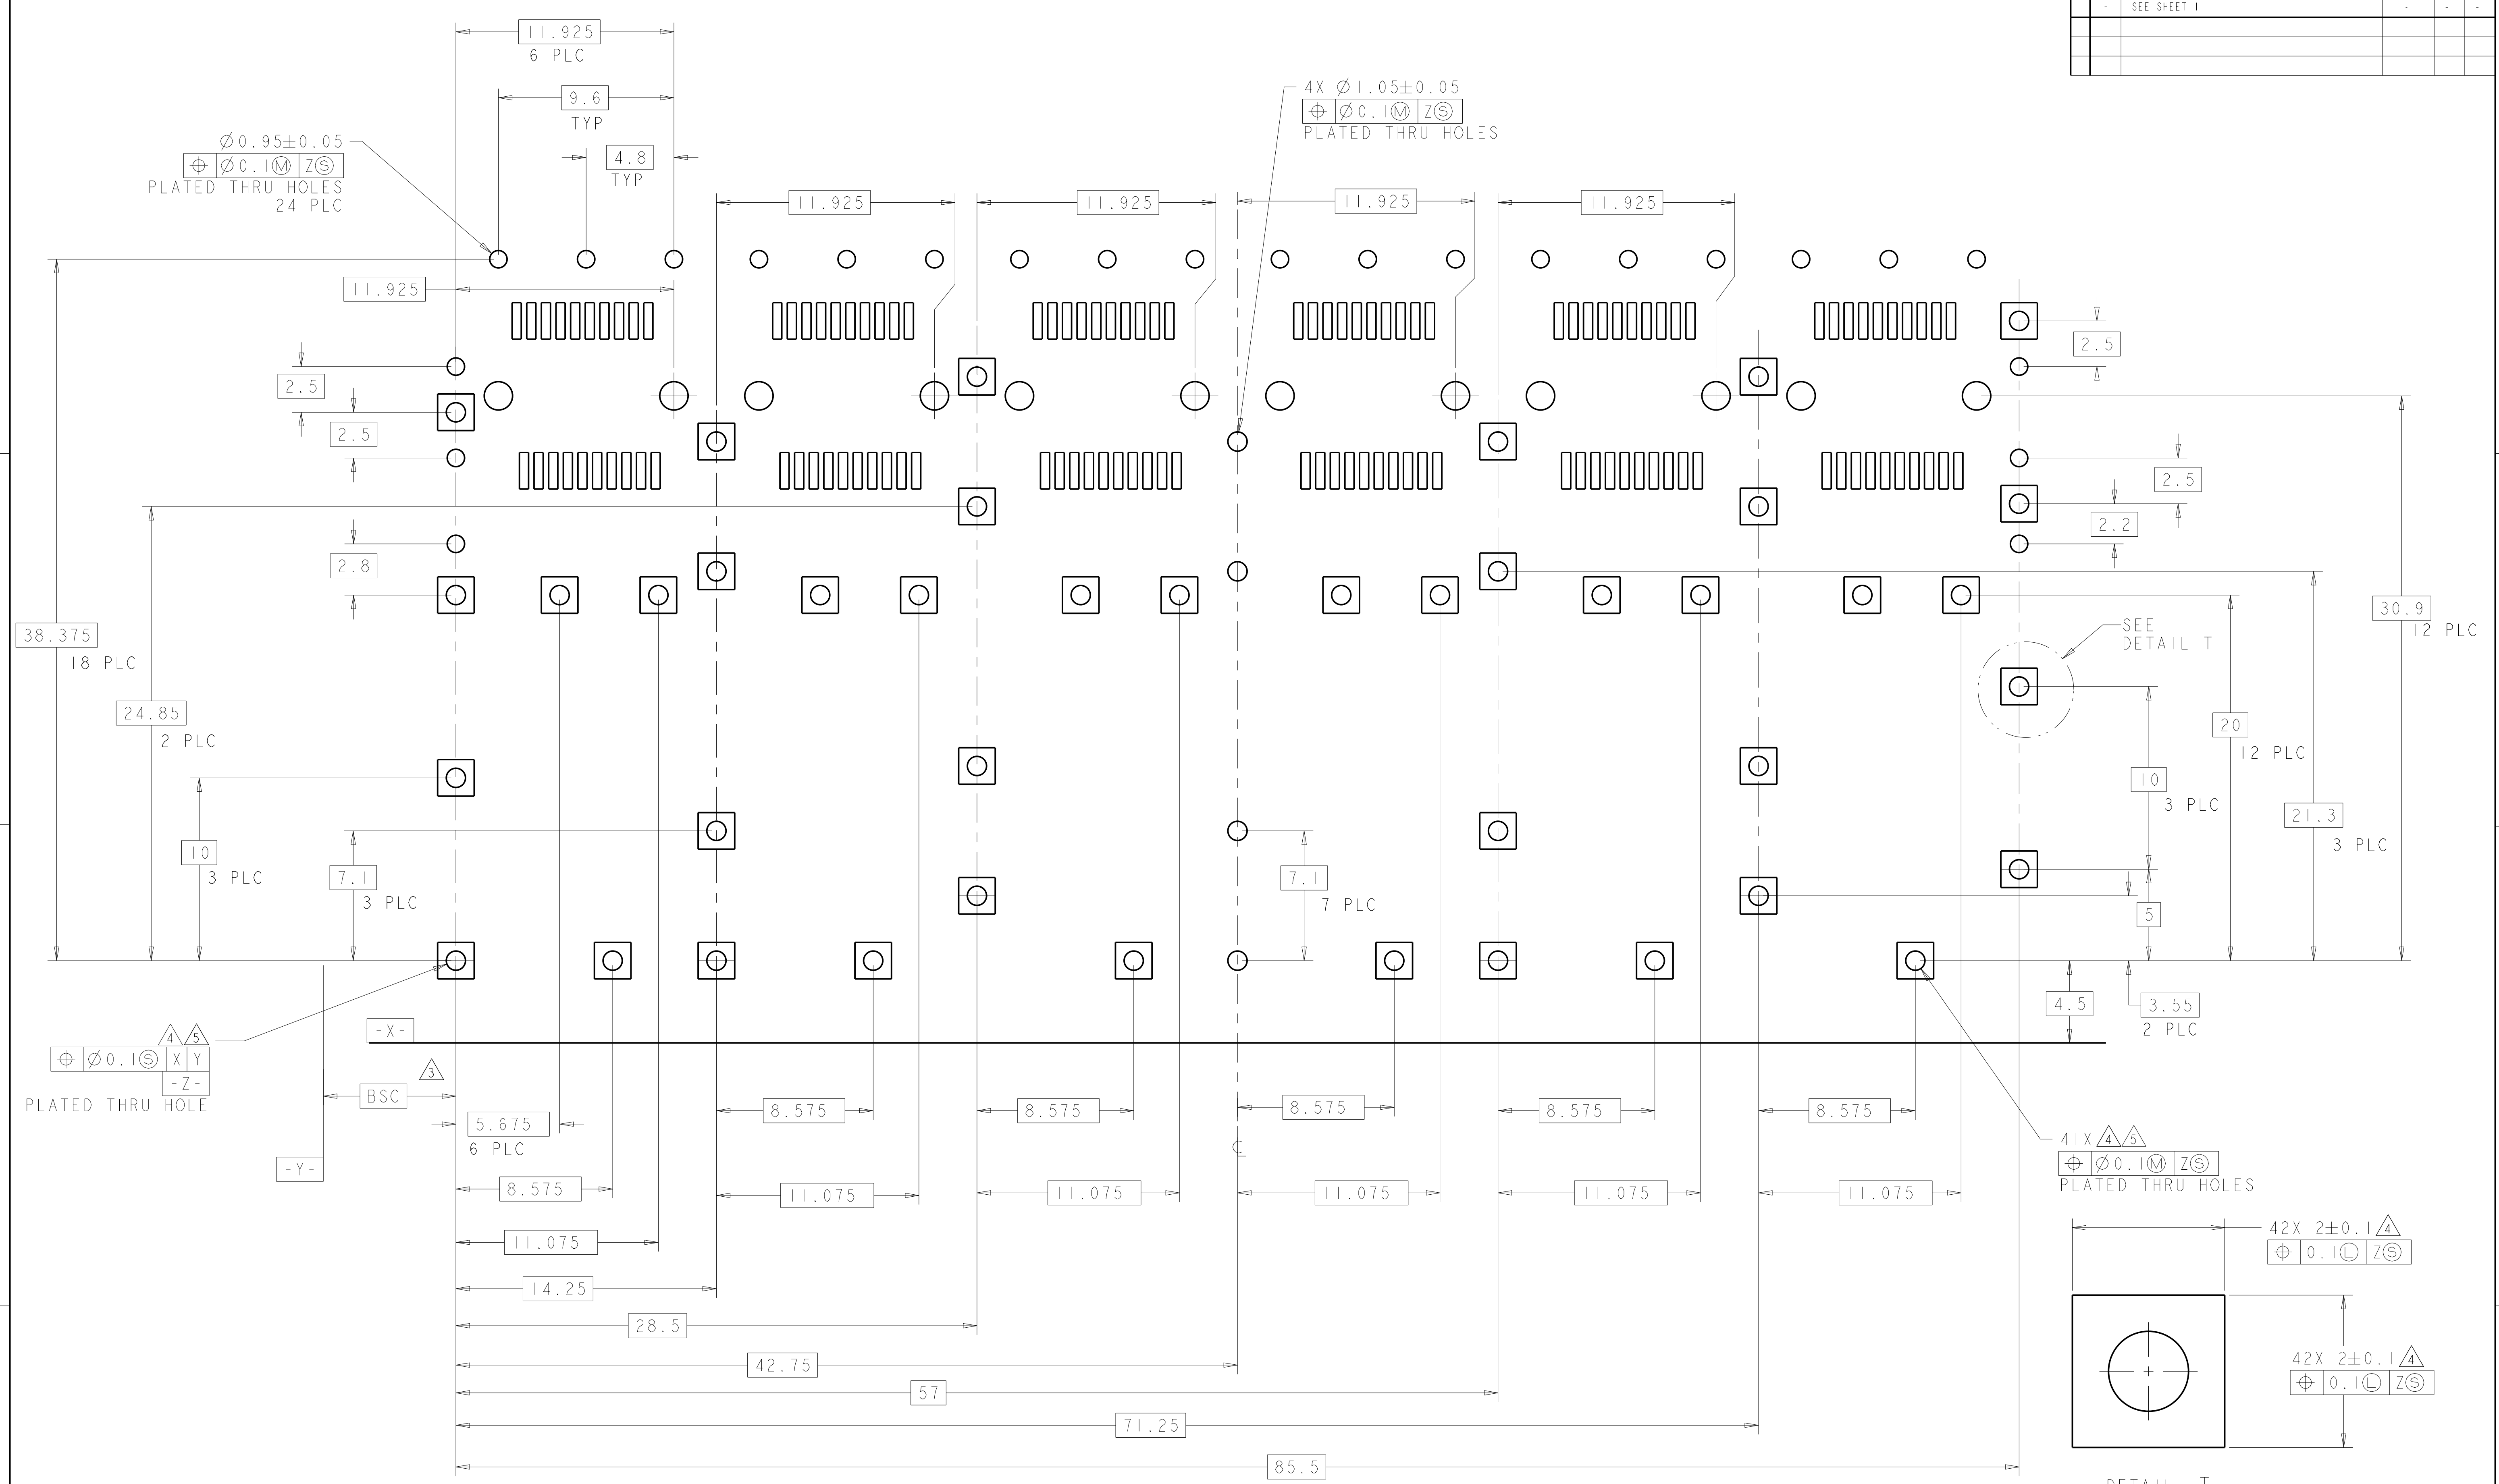 - SEE SHEET 1 - - -
11.925
6 PLC
9.6
TYP
4.8
TYP
Ø0.95±0.05
⌖ Ø0.1Ⓜ ZⓈ
PLATED THRU HOLES
24 PLC
4X Ø1.05±0.05
⌖ Ø0.1Ⓜ ZⓈ
PLATED THRU HOLES
11.925
11.925
11.925
11.925
11.925
2.5
2.5
2.8
2.5
2.5
2.2
38.375
18 PLC
24.85
2 PLC
10
3 PLC
7.1
3 PLC
7.1
7 PLC
SEE
DETAIL T
30.9
12 PLC
20
12 PLC
10
3 PLC
21.3
3 PLC
5
4.5
3.55
2 PLC
4 5
⌖ Ø0.1Ⓢ X Y
-Z-
PLATED THRU HOLE
-X-
3
BSC
-Y-
5.675
6 PLC
8.575
8.575
8.575
8.575
8.575
℄
8.575
11.075
11.075
11.075
11.075
11.075
11.075
14.25
28.5
42.75
57
71.25
85.5
41X 4 5
⌖ Ø0.1Ⓜ ZⓈ
PLATED THRU HOLES
42X 2±0.1 4
⌖ 0.1Ⓛ ZⓈ
42X 2±0.1 4
⌖ 0.1Ⓛ ZⓈ
DETAIL T